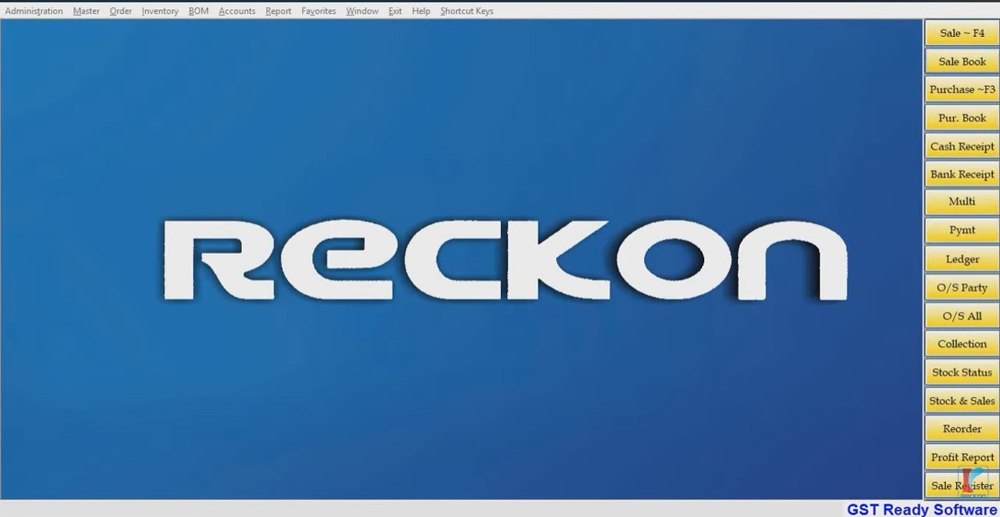 Administration Master Order Inventory BOM Accounts Report Favorites Window Exit Help Shortcut Keys
RECKON
Sale ~ F4
Sale Book
Purchase ~F3
Pur. Book
Cash Receipt
Bank Receipt
Multi
Pymt
Ledger
O/S Party
O/S All
Collection
Stock Status
Stock & Sales
Reorder
Profit Report
Sale Register
RECKON
GST Ready Software